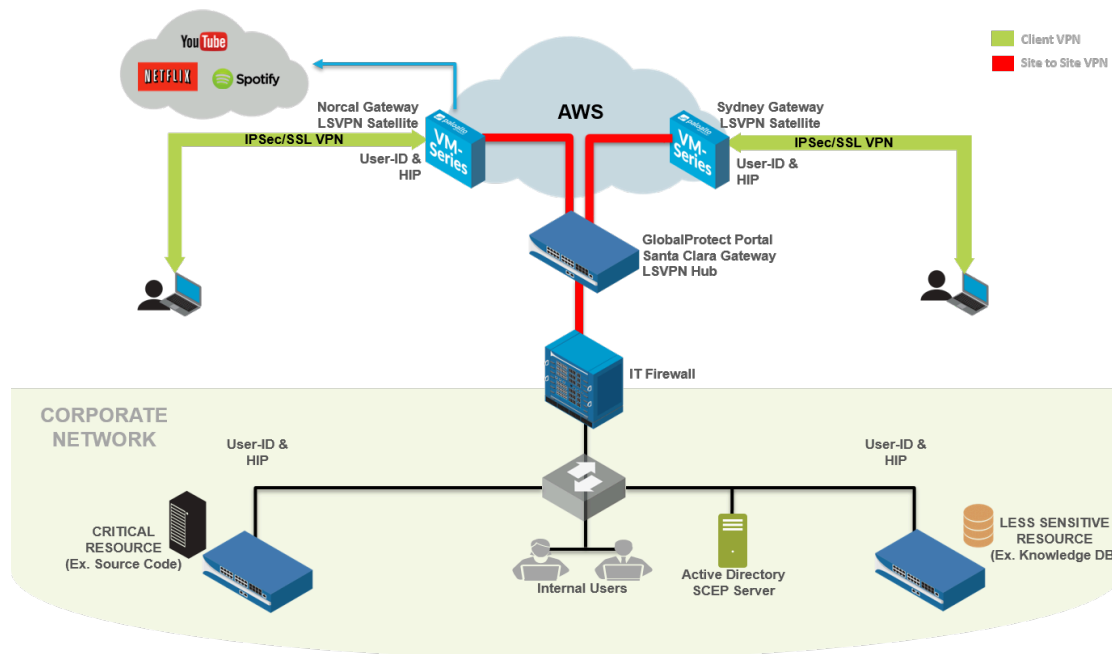 YouTube
NETFLIX
Spotify
Client VPN
Site to Site VPN
Norcal Gateway
LSVPN Satellite
AWS
Sydney Gateway
LSVPN Satellite
IPSec/SSL VPN
paloalto
VM-
Series
paloalto
VM-
Series
IPSec/SSL VPN
User-ID &
HIP
User-ID &
HIP
GlobalProtect Portal
Santa Clara Gateway
LSVPN Hub
IT Firewall
CORPORATE
NETWORK
User-ID &
HIP
User-ID &
HIP
CRITICAL
RESOURCE
(Ex. Source Code)
Internal Users
Active Directory
SCEP Server
LESS SENSITIVE
RESOURCE
(Ex. Knowledge DB